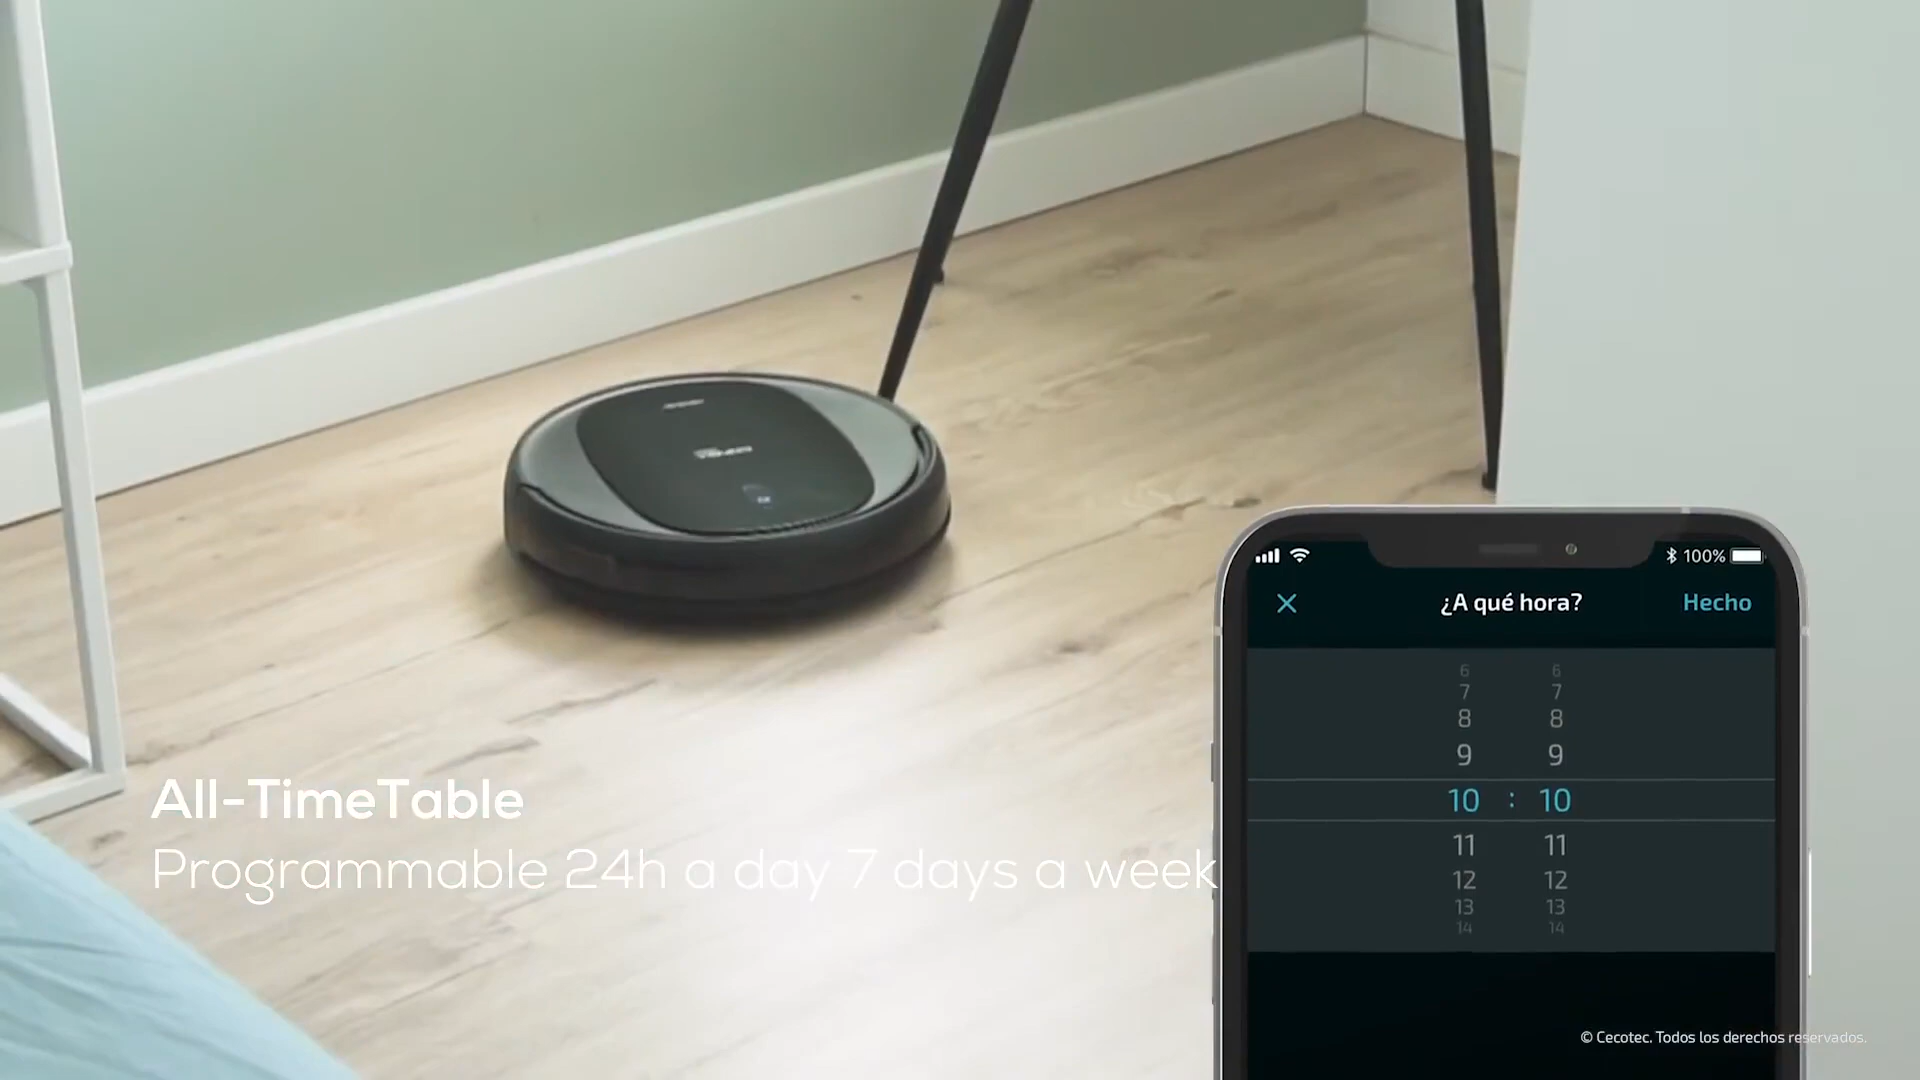 All-TimeTable
Programmable 24h a day 7 days a week
100%
¿A qué hora?
Hecho
6 6
7 7
8 8
9 9
10 : 10
11 11
12 12
13 13
14 14
© Cecotec. Todos los derechos reservados.